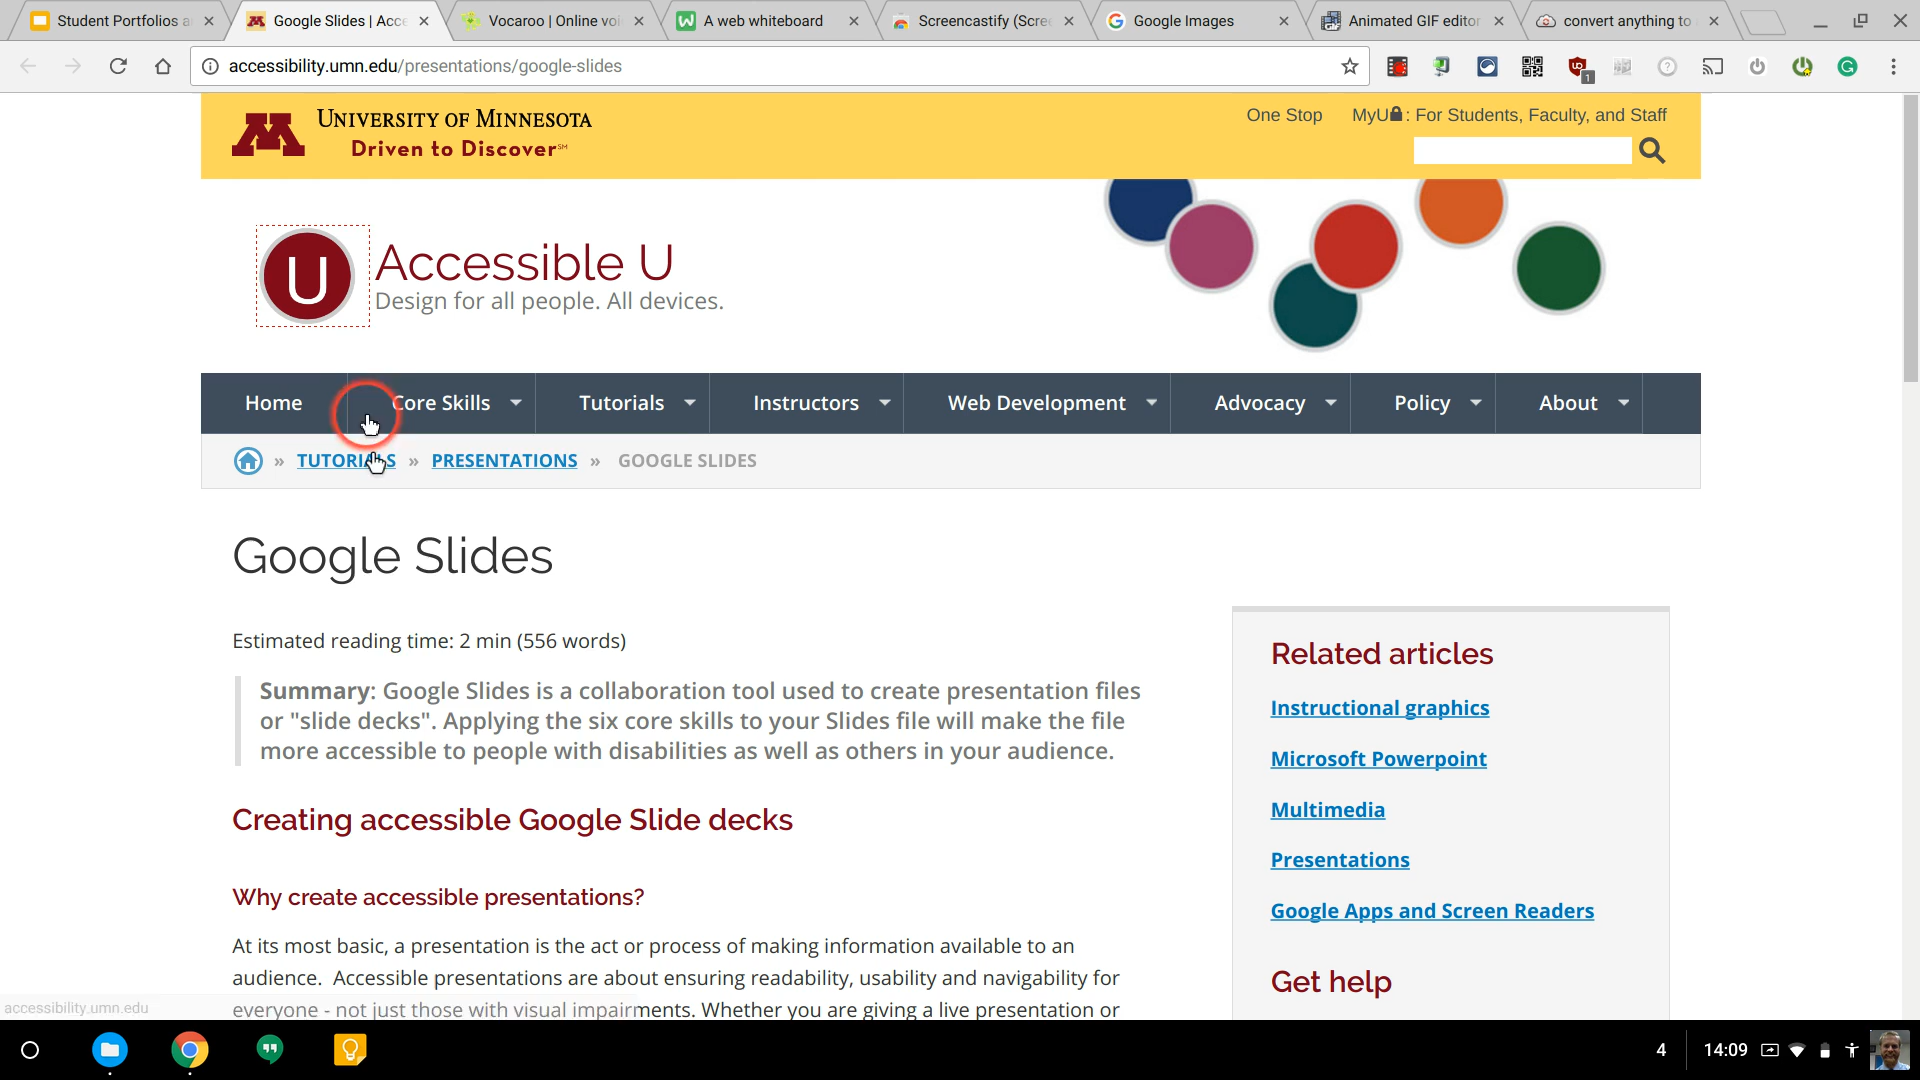 Student Portfolios a
Google Slides | Acce
Vocaroo | Online voi
A web whiteboard
Screencastify (Scre
Google Images
Animated GIF editor
convert anything to
accessibility.umn.edu/presentations/google-slides
1
UNIVERSITY OF MINNESOTA
Driven to Discover℠
One Stop
MyU : For Students, Faculty, and Staff
U
Accessible U
Design for all people. All devices.
Home
Core Skills
Tutorials
Instructors
Web Development
Advocacy
Policy
About
» TUTORIALS » PRESENTATIONS » GOOGLE SLIDES
Google Slides
Estimated reading time: 2 min (556 words)
Summary: Google Slides is a collaboration tool used to create presentation files
or "slide decks". Applying the six core skills to your Slides file will make the file
more accessible to people with disabilities as well as others in your audience.
Creating accessible Google Slide decks
Why create accessible presentations?
At its most basic, a presentation is the act or process of making information available to an
audience. Accessible presentations are about ensuring readability, usability and navigability for
everyone - not just those with visual impairments. Whether you are giving a live presentation or
Related articles
Instructional graphics
Microsoft Powerpoint
Multimedia
Presentations
Google Apps and Screen Readers
Get help
accessibility.umn.edu
4
14:09